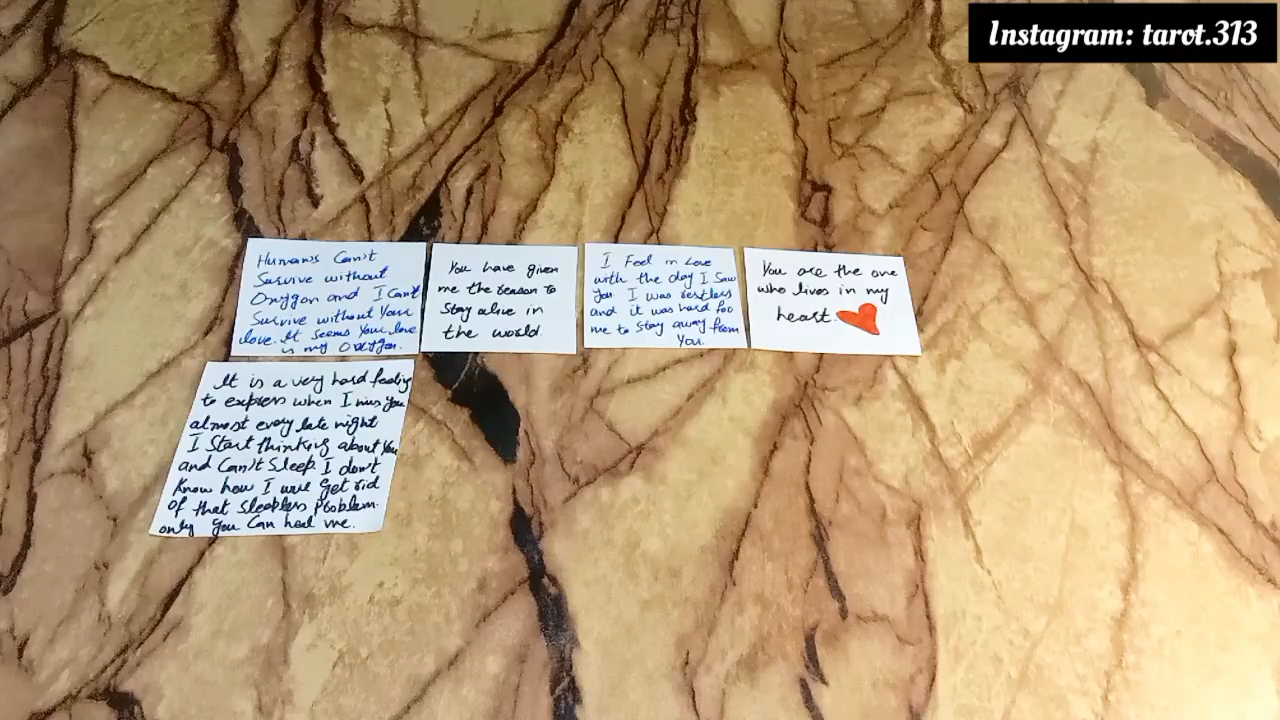 Instagram: tarot.313
Humans Can't
Survive without
Oxygen and I Can't
Survive without Your
love. It seems Your love
is my Oxygen.
You have given
me the reason to
Stay alive in
the world.
I Feel in Love
with the day I Saw
You I was restless
and it was hard foo
me to Stay away from
You.
You are the one
who lives in my
heart.
It is a very hard feeling
to express when I miss you
almost every late night
I Start thinking about You
and Can't Sleep. I don't
Know how I will get rid
of that Sleepless Problem.
only You Can heal me.